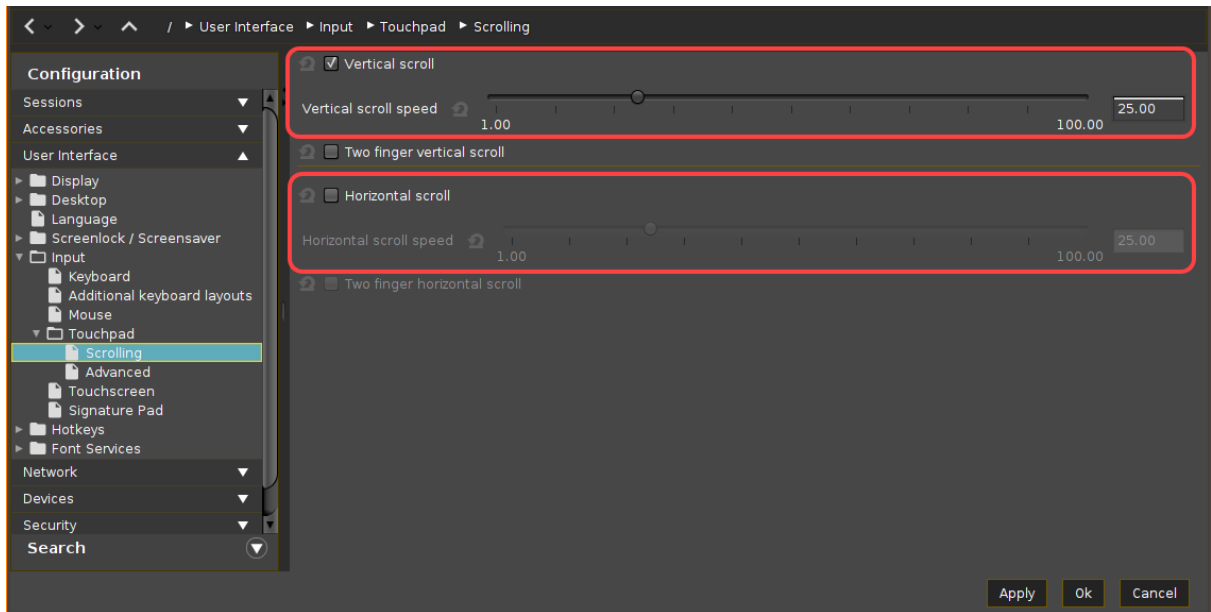 / User Interface Input Touchpad Scrolling
Configuration
Sessions
Accessories
User Interface
Display
Desktop
Language
Screenlock / Screensaver
Input
Keyboard
Additional keyboard layouts
Mouse
Touchpad
Scrolling
Advanced
Touchscreen
Signature Pad
Hotkeys
Font Services
Network
Devices
Security
Search
Vertical scroll
Vertical scroll speed 25.00
1.00 100.00
Two finger vertical scroll
Horizontal scroll
Horizontal scroll speed 25.00
1.00 100.00
Two finger horizontal scroll
Apply Ok Cancel